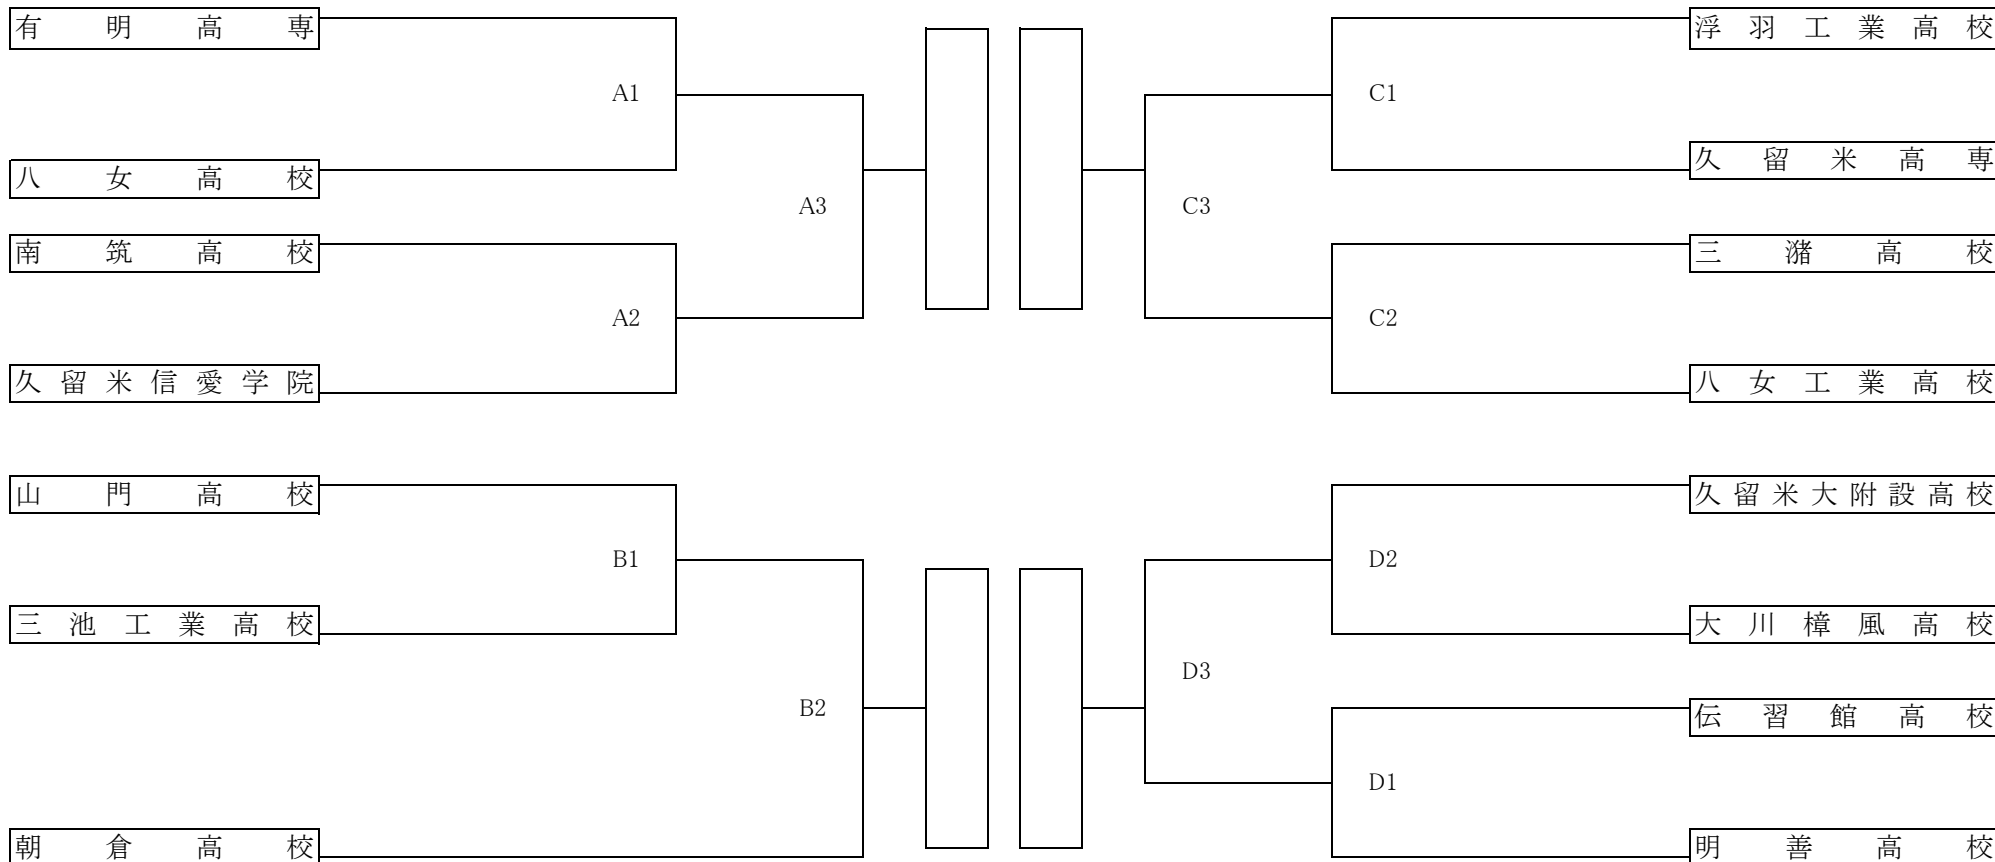 有明高専
浮羽工業高校
A1
C1
八女高校
久留米高専
A3
C3
南筑高校
三潴高校
A2
C2
久留米信愛学院
八女工業高校
山門高校
久留米大附設高校
B1
D2
三池工業高校
大川樟風高校
D3
B2
伝習館高校
D1
朝倉高校
明善高校